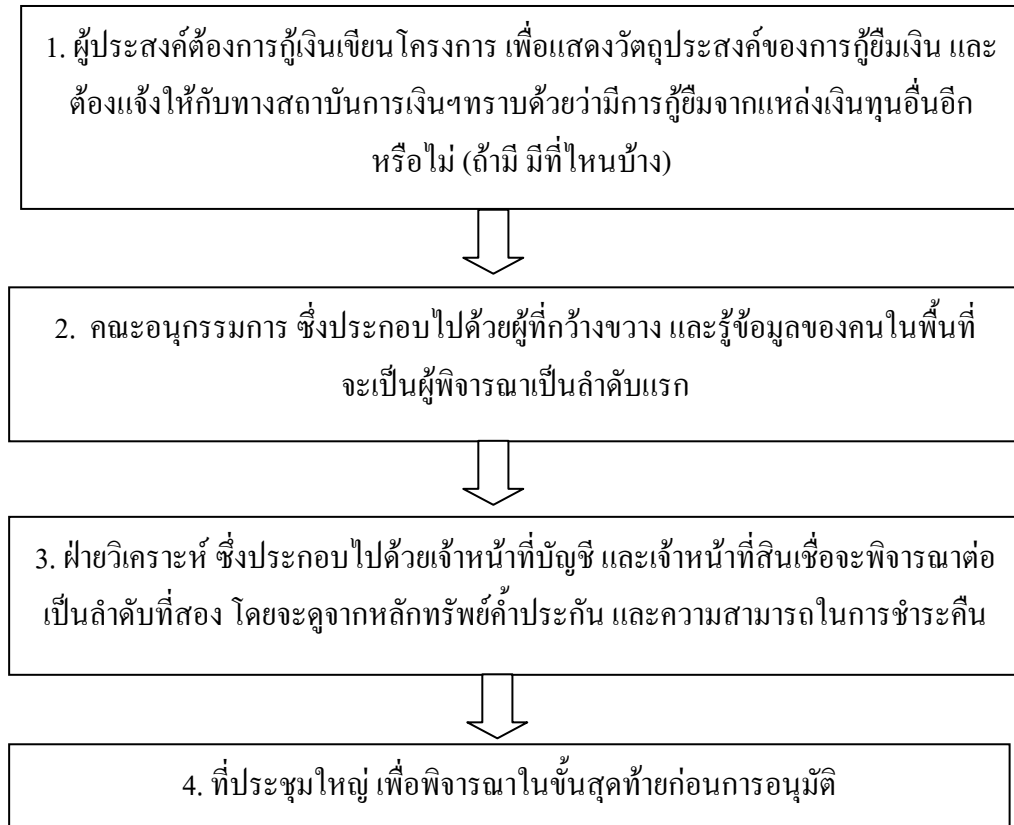 1. ผู้ประสงค์ต้องการกู้เงินเขียนโครงการ เพื่อแสดงวัตถุประสงค์ของการกู้ยืมเงิน และ
ต้องแจ้งให้กับทางสถาบันการเงินฯทราบด้วยว่ามีการกู้ยืมจากแหล่งเงินทุนอื่นอีก
หรือไม่ (ถ้ามี มีที่ไหนบ้าง)
2. คณะอนุกรรมการ ซึ่งประกอบไปด้วยผู้ที่กว้างขวาง และรู้ข้อมูลของคนในพื้นที่
จะเป็นผู้พิจารณาเป็นลำดับแรก
3. ฝ่ายวิเคราะห์ ซึ่งประกอบไปด้วยเจ้าหน้าที่บัญชี และเจ้าหน้าที่สินเชื่อจะพิจารณาต่อ
เป็นลำดับที่สอง โดยจะดูจากหลักทรัพย์ค้ำประกัน และความสามารถในการชำระคืน
4. ที่ประชุมใหญ่ เพื่อพิจารณาในขั้นสุดท้ายก่อนการอนุมัติ